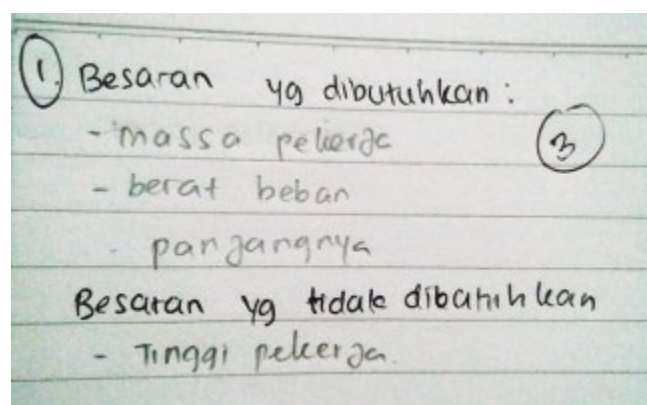 1. Besaran yg dibutuhkan :
- massa pekerja
3
- berat beban
- panjangnya
Besaran yg tidak dibutuhkan
- Tinggi pekerja.